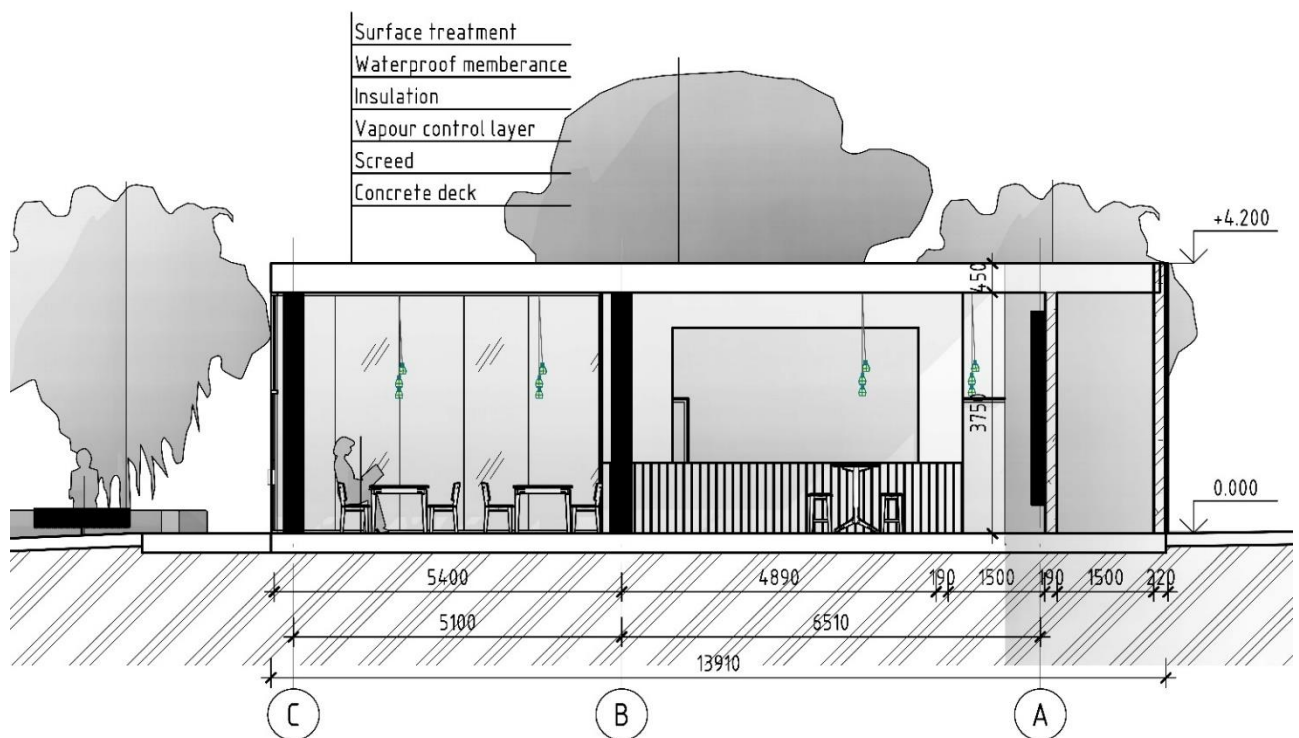 Surface treatment
Waterproof memberance
Insulation
Vapour control layer
Screed
Concrete deck
+4.200
450
3750
0.000
5400 4890 190 1500 190 1500 220
5100 6510
13910
C B A